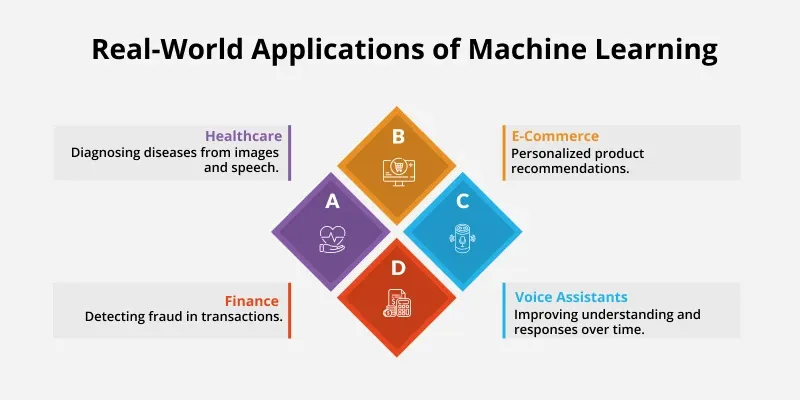 Real-World Applications of Machine Learning
Healthcare
Diagnosing diseases from images
and speech.
B
E-Commerce
Personalized product
recommendations.
A
C
D
Finance
Detecting fraud in transactions.
Voice Assistants
Improving understanding and
responses over time.